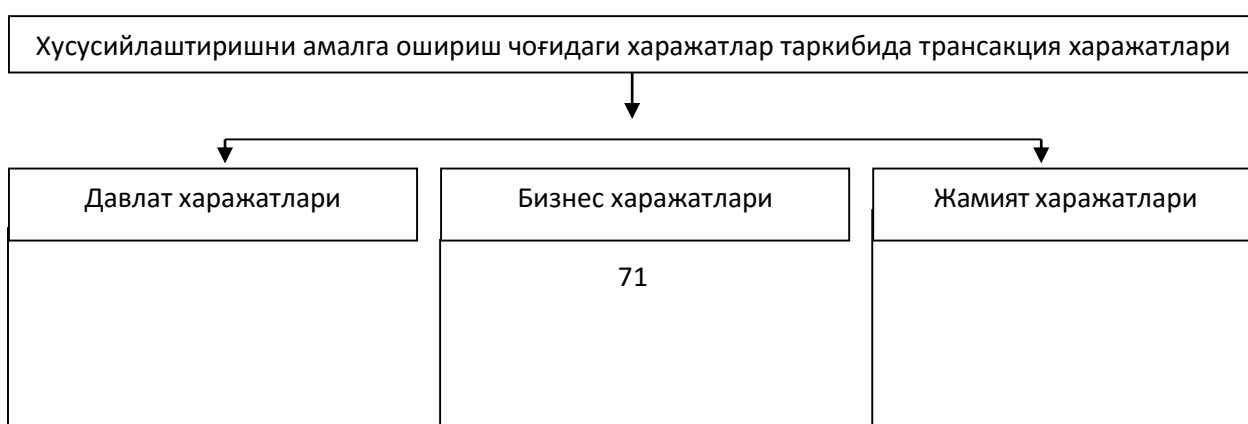 Хусусийлаштиришни амалга ошириш чоғидаги харажатлар таркибида трансакция харажатлари
Давлат харажатлари
Бизнес харажатлари
Жамият харажатлари
71